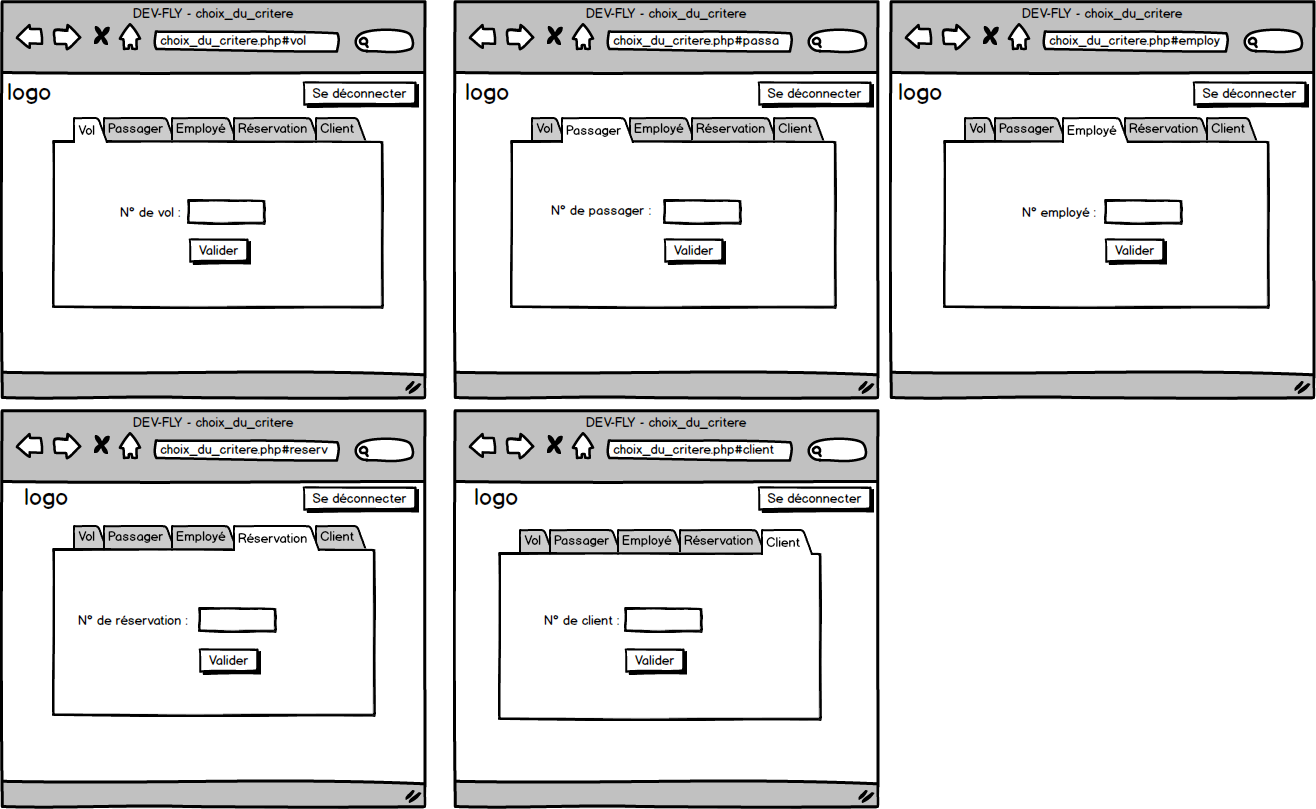 DEV-FLY - choix_du_critere
choix_du_critere.php#vol
logo
Se déconnecter
Vol Passager Employé Réservation Client
N° de vol :
Valider
DEV-FLY - choix_du_critere
choix_du_critere.php#passa
logo
Se déconnecter
Vol Passager Employé Réservation Client
N° de passager :
Valider
DEV-FLY - choix_du_critere
choix_du_critere.php#employ
logo
Se déconnecter
Vol Passager Employé Réservation Client
N° employé :
Valider
DEV-FLY - choix_du_critere
choix_du_critere.php#reserv
logo
Se déconnecter
Vol Passager Employé Réservation Client
N° de réservation :
Valider
DEV-FLY - choix_du_critere
choix_du_critere.php#client
logo
Se déconnecter
Vol Passager Employé Réservation Client
N° de client :
Valider